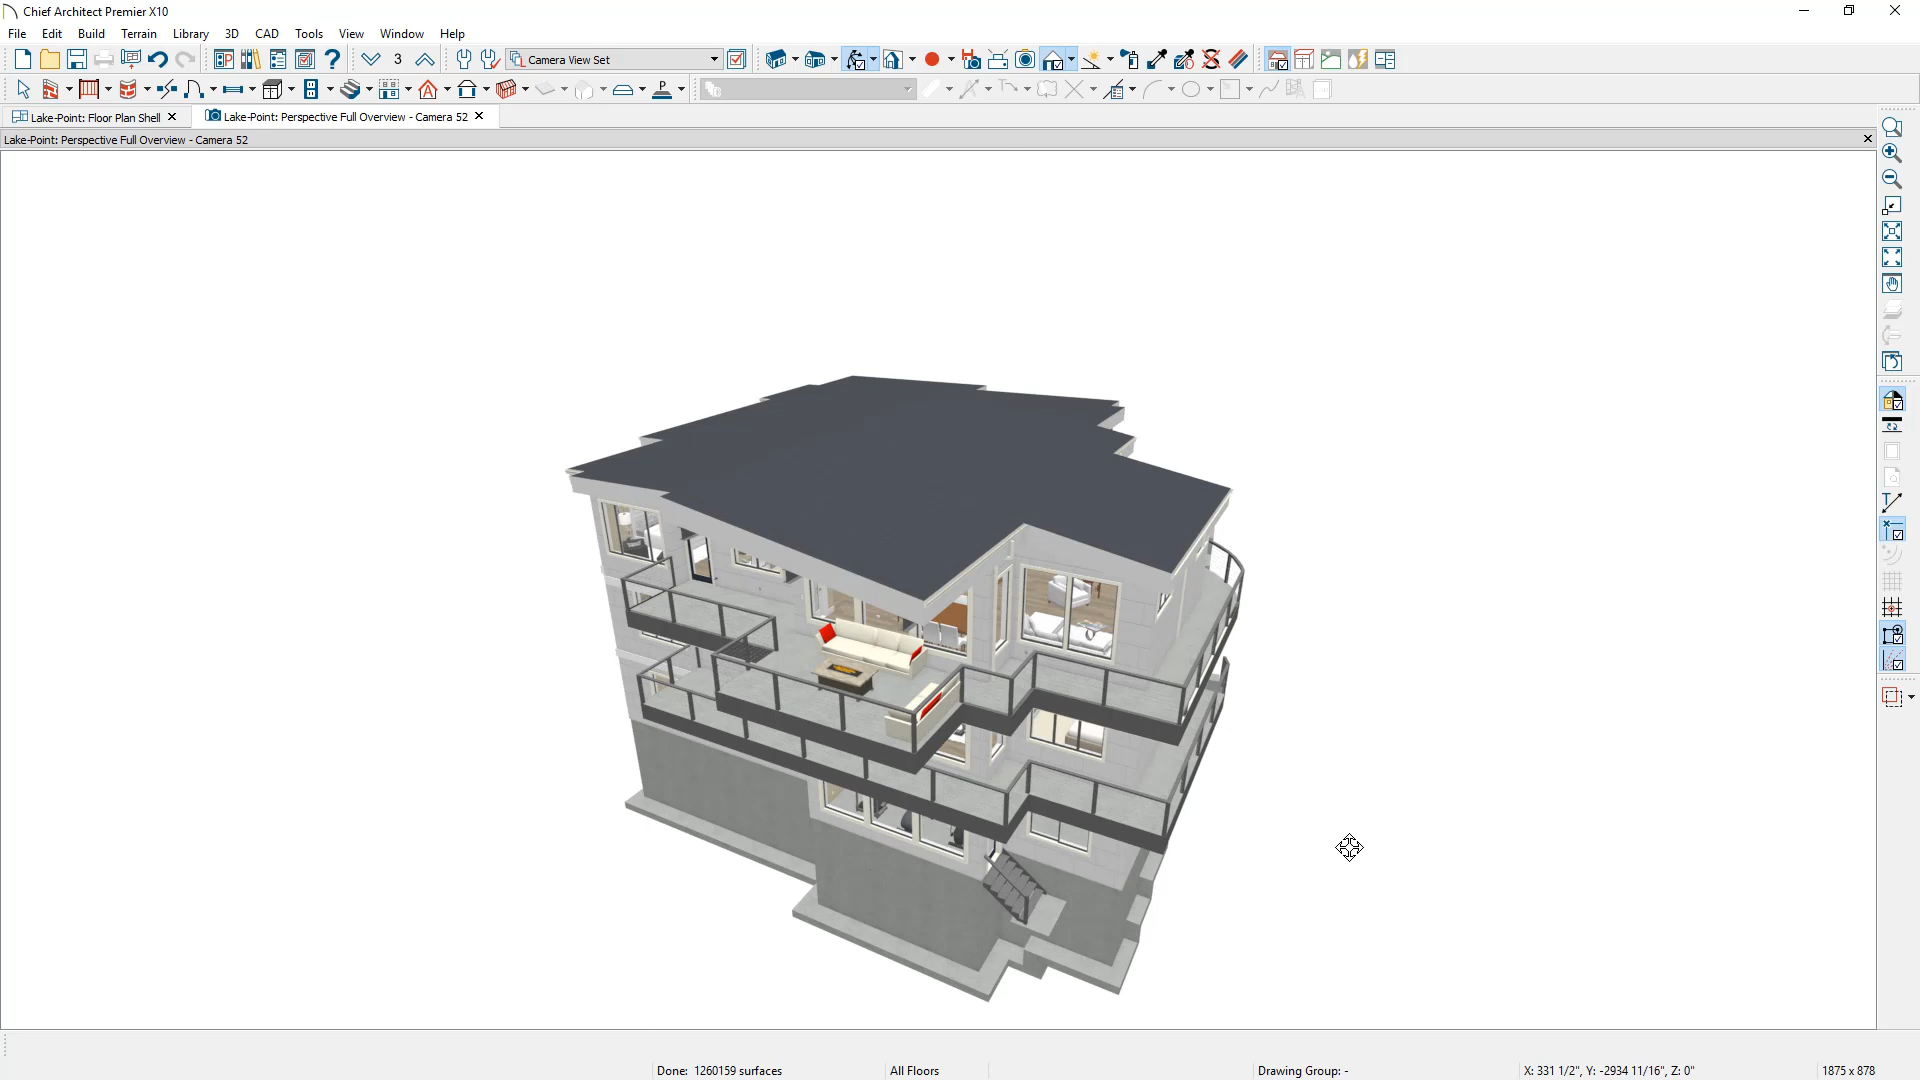 Chief Architect Premier X10
File Edit Build Terrain Library 3D CAD Tools View Window Help
3 Camera View Set
A P
Lake-Point: Floor Plan Shell Lake-Point: Perspective Full Overview - Camera 52
Lake-Point: Perspective Full Overview - Camera 52
Done: 1260159 surfaces All Floors Drawing Group: - X: 331 1/2", Y: -2934 11/16", Z: 0" 1875 x 878